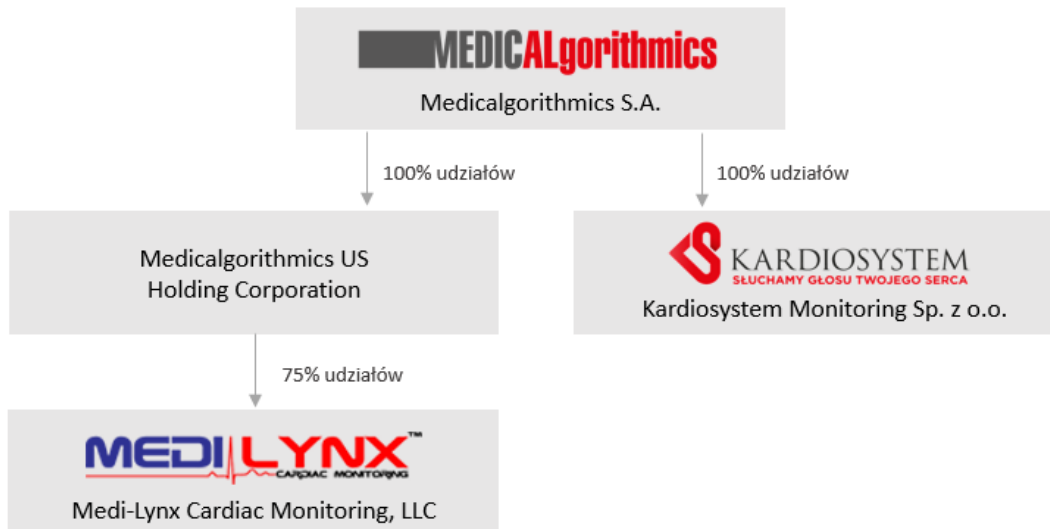 MEDICALgorithmics
Medicalgorithmics S.A.
100% udziałów
100% udziałów
Medicalgorithmics US
Holding Corporation
KARDIOSYSTEM
SŁUCHAMY GŁOSU TWOJEGO SERCA
Kardiosystem Monitoring Sp. z o.o.
75% udziałów
MEDI LYNX™
CARDIAC MONITORING
Medi-Lynx Cardiac Monitoring, LLC